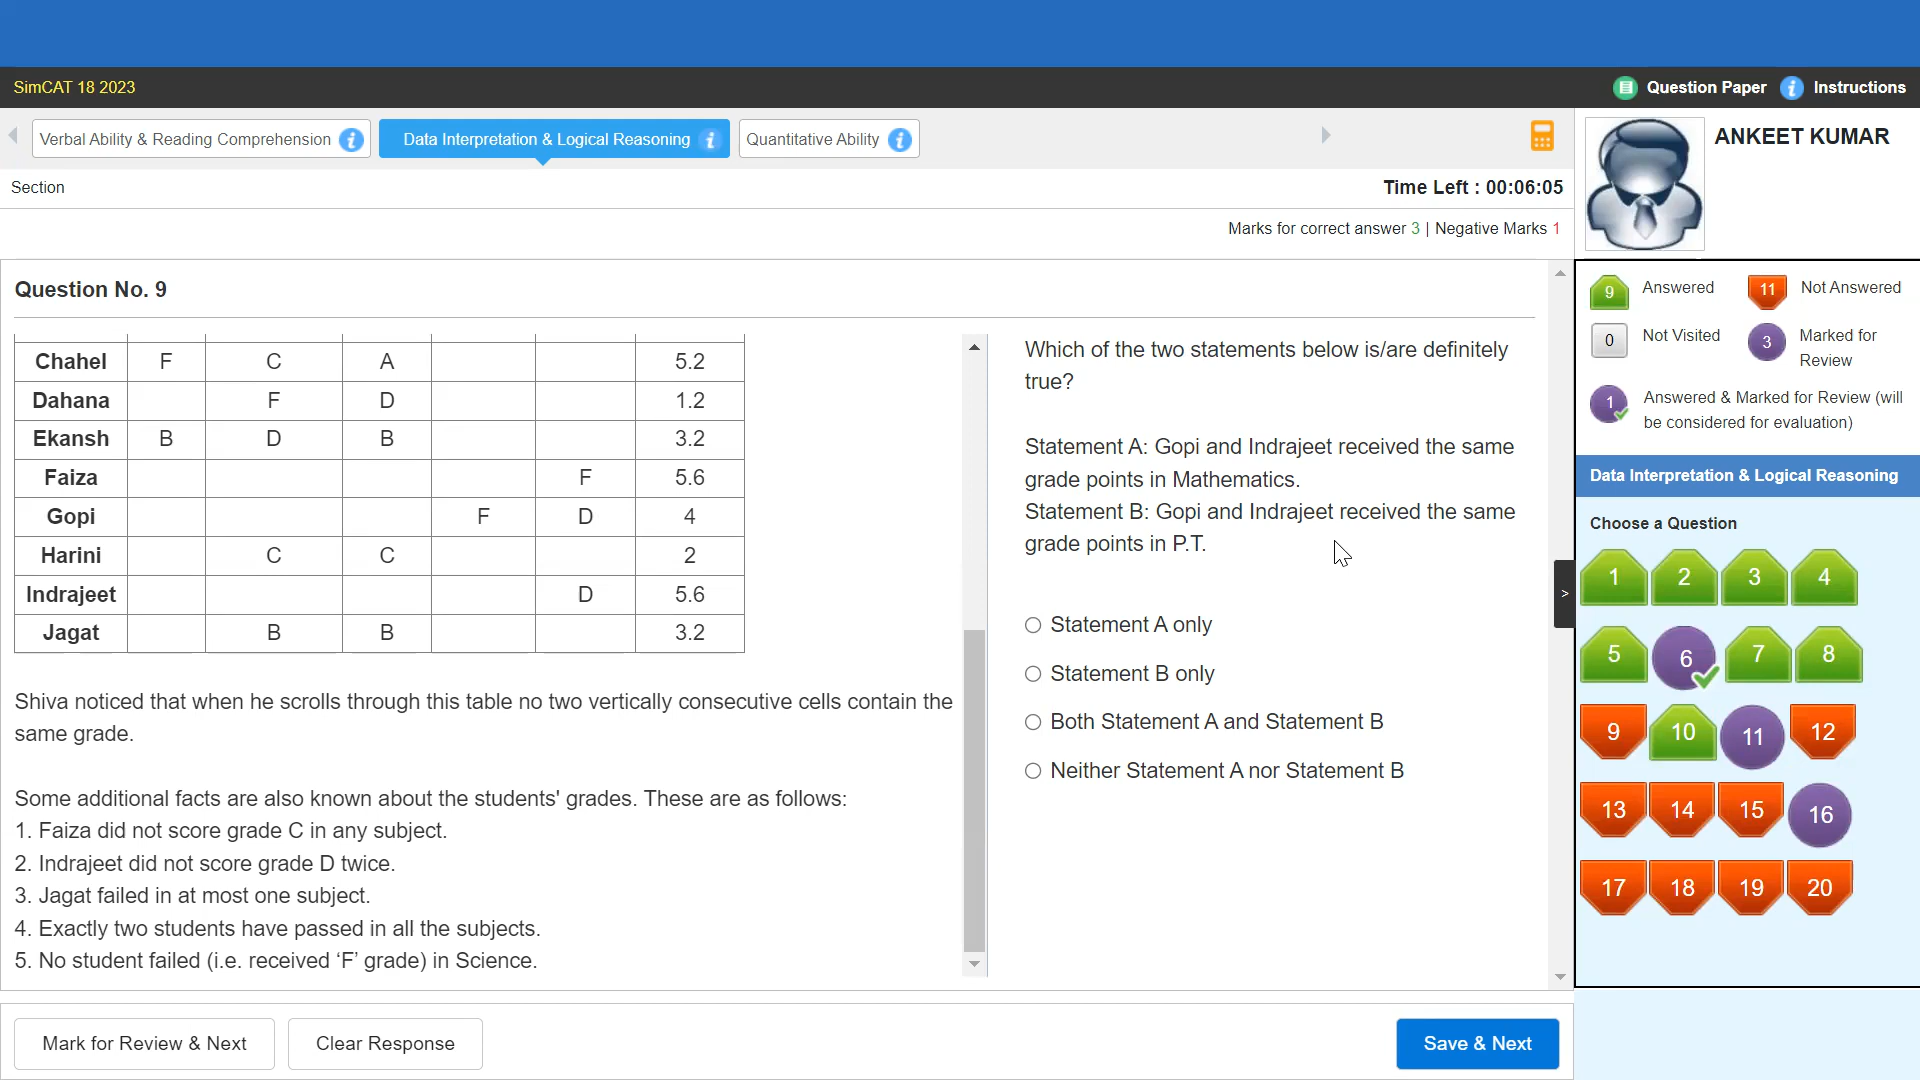 SimCAT 18 2023
Question Paper
Instructions
Verbal Ability & Reading Comprehension
Data Interpretation & Logical Reasoning
Quantitative Ability
ANKEET KUMAR
Section
Time Left : 00:06:05
Marks for correct answer 3 | Negative Marks 1
Question No. 9
Chahel F C A 5.2
Dahana F D 1.2
Ekansh B D B 3.2
Faiza F 5.6
Gopi F D 4
Harini C C 2
Indrajeet D 5.6
Jagat B B 3.2
Shiva noticed that when he scrolls through this table no two vertically consecutive cells contain the
same grade.
Some additional facts are also known about the students' grades. These are as follows:
1. Faiza did not score grade C in any subject.
2. Indrajeet did not score grade D twice.
3. Jagat failed in at most one subject.
4. Exactly two students have passed in all the subjects.
5. No student failed (i.e. received ‘F’ grade) in Science.
Which of the two statements below is/are definitely
true?
Statement A: Gopi and Indrajeet received the same
grade points in Mathematics.
Statement B: Gopi and Indrajeet received the same
grade points in P.T.
Statement A only
Statement B only
Both Statement A and Statement B
Neither Statement A nor Statement B
>
9 Answered
11 Not Answered
0 Not Visited
3 Marked for
Review
1 Answered & Marked for Review (will
be considered for evaluation)
Data Interpretation & Logical Reasoning
Choose a Question
1 2 3 4
5 6 7 8
9 10 11 12
13 14 15 16
17 18 19 20
Mark for Review & Next
Clear Response
Save & Next